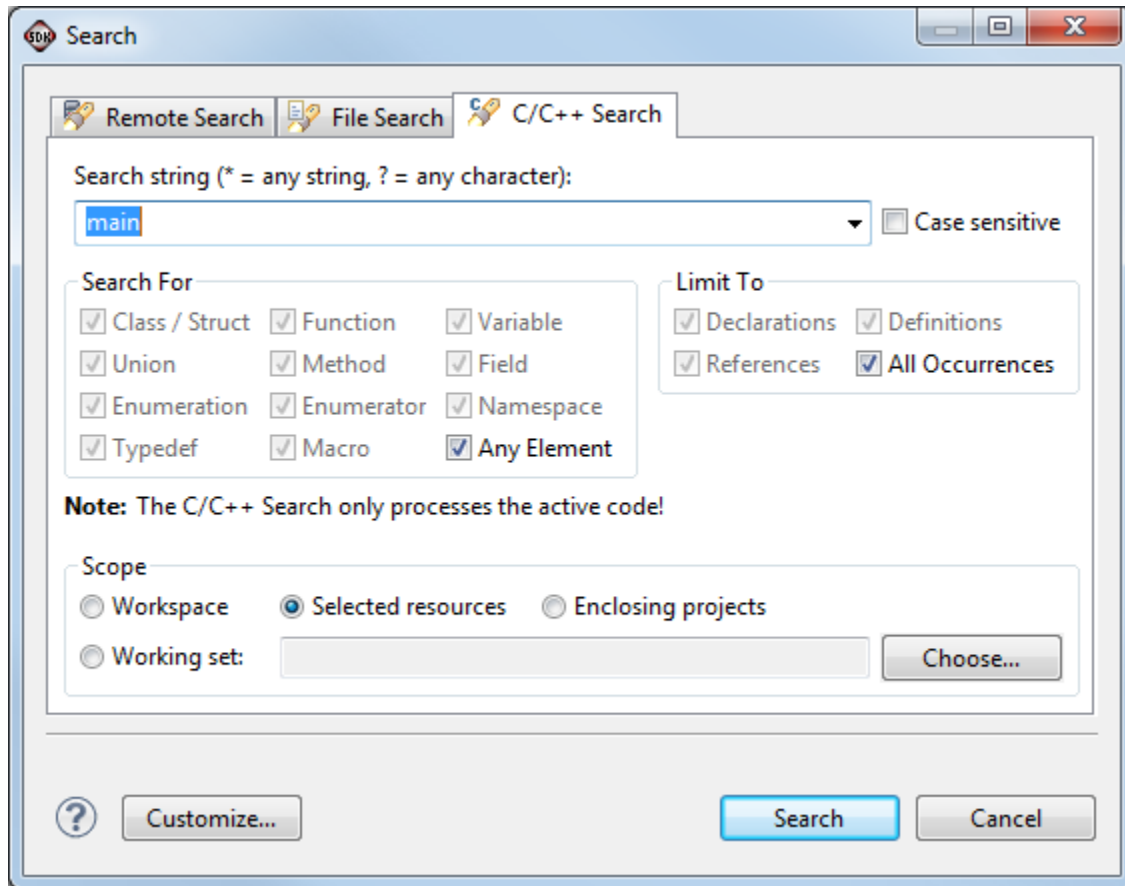 SDK Search
Remote Search File Search C/C++ Search
Search string (* = any string, ? = any character):
main Case sensitive
Search For
Class / Struct Function Variable
Union Method Field
Enumeration Enumerator Namespace
Typedef Macro Any Element
Limit To
Declarations Definitions
References All Occurrences
Note: The C/C++ Search only processes the active code!
Scope
Workspace Selected resources Enclosing projects
Working set: Choose...
? Customize... Search Cancel